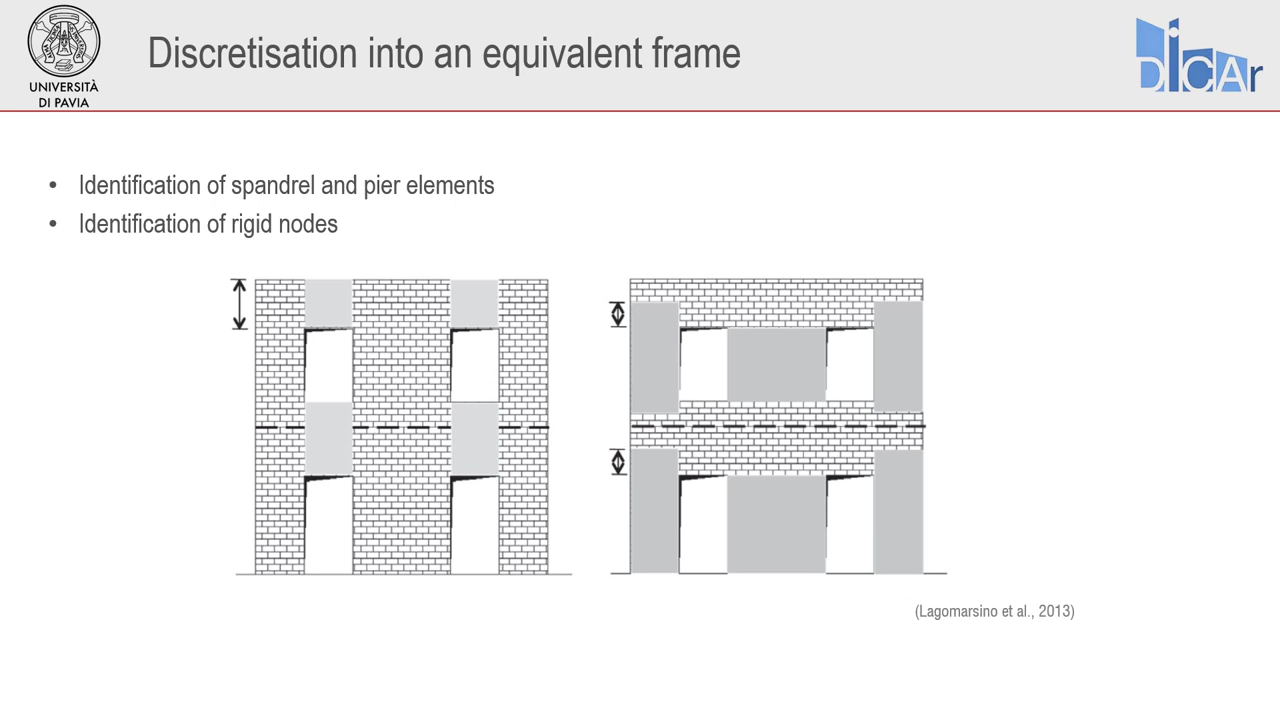 Discretisation into an equivalent frame
UNIVERSITÀ
DI PAVIA
DICAr
• Identification of spandrel and pier elements
• Identification of rigid nodes
(Lagomarsino et al., 2013)